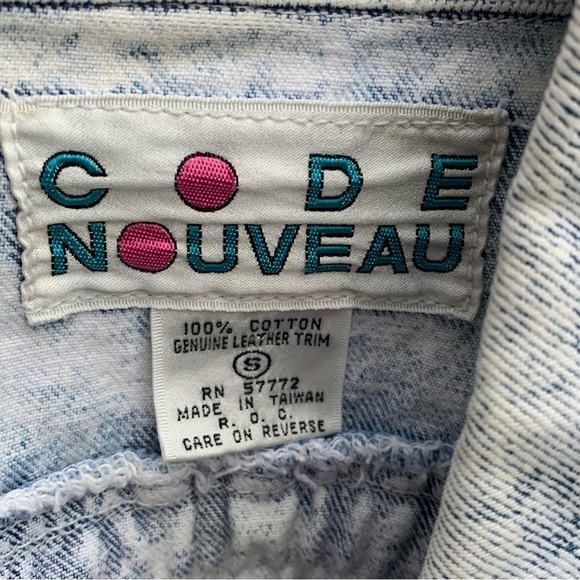 CODE
NOUVEAU
100% COTTON
GENUINE LEATHER TRIM
S
RN 57772
MADE IN TAIWAN
R. O. C.
CARE ON REVERSE